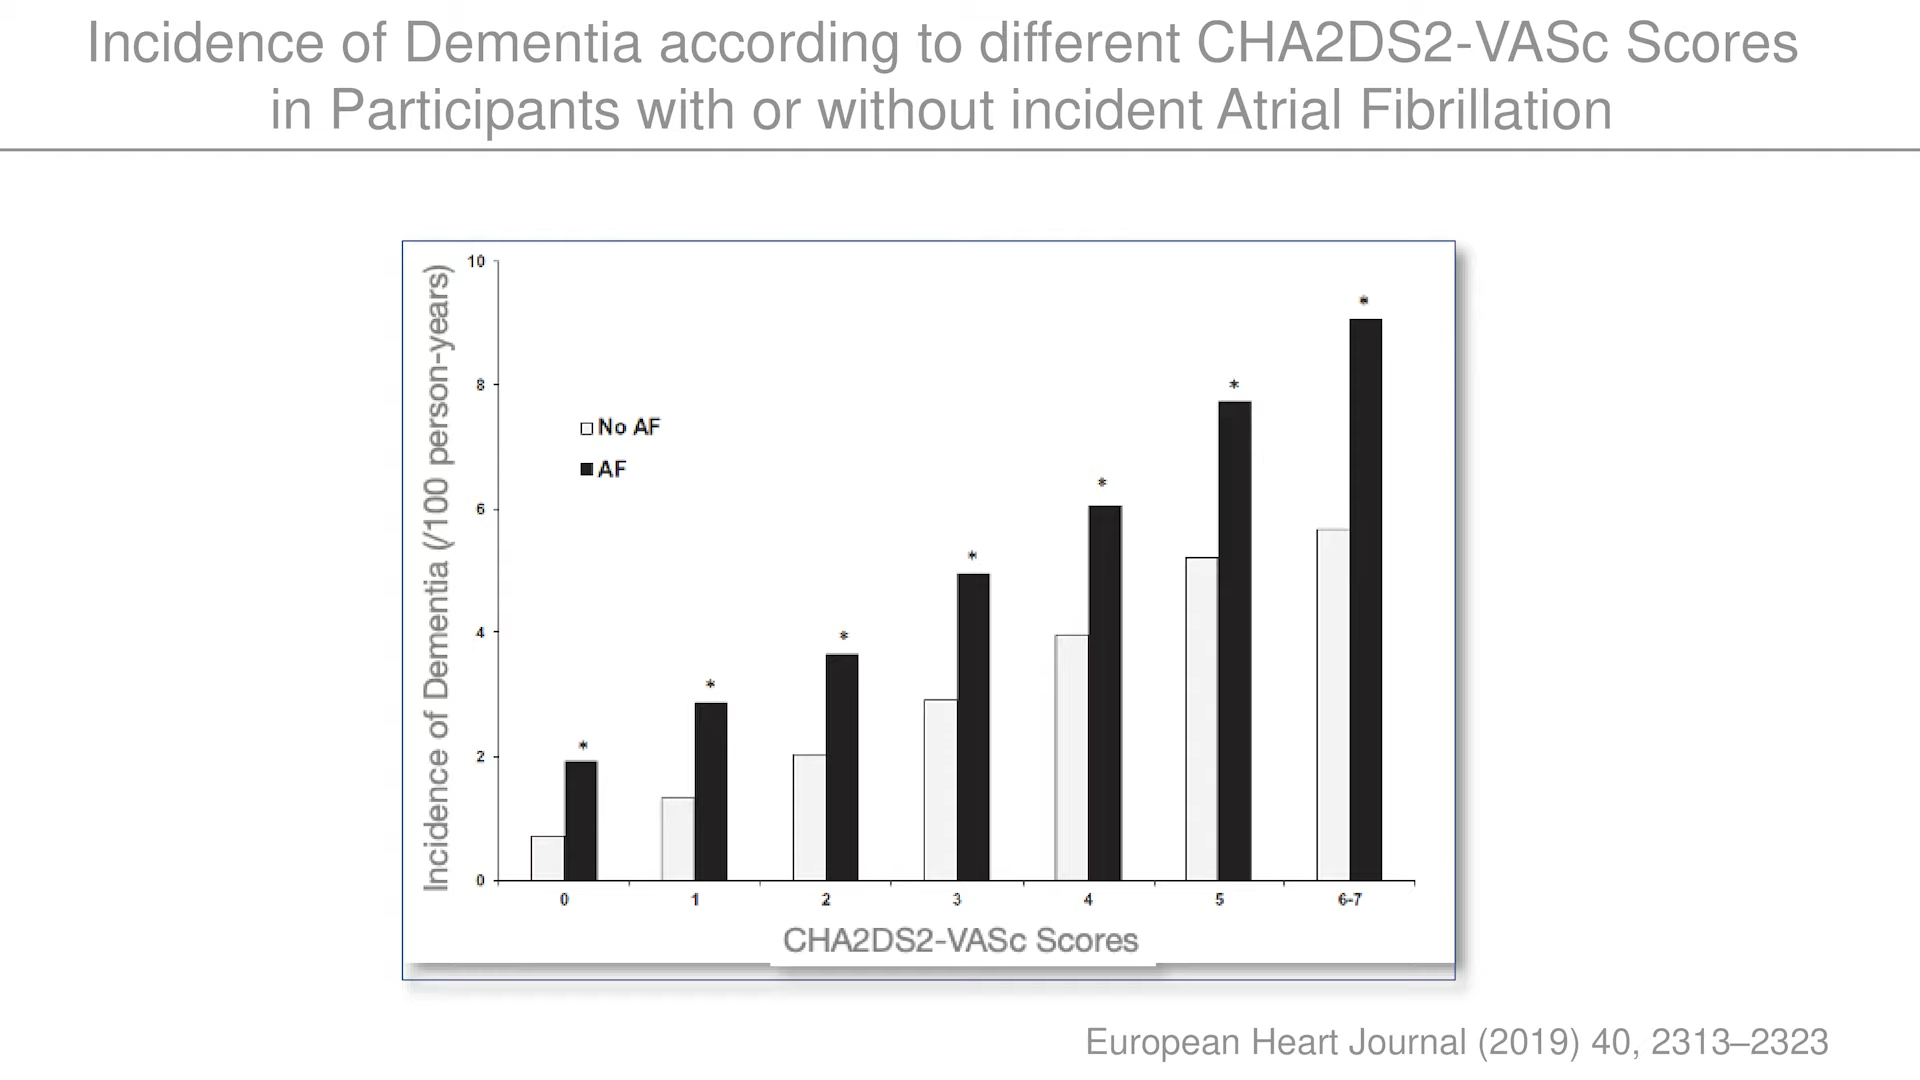 Incidence of Dementia according to different CHA2DS2-VASc Scores
in Participants with or without incident Atrial Fibrillation
Incidence of Dementia (/100 person-years)
10
8
6
4
2
0
No AF
AF
*
*
*
*
*
*
*
0 1 2 3 4 5 6-7
CHA2DS2-VASc Scores
European Heart Journal (2019) 40, 2313–2323